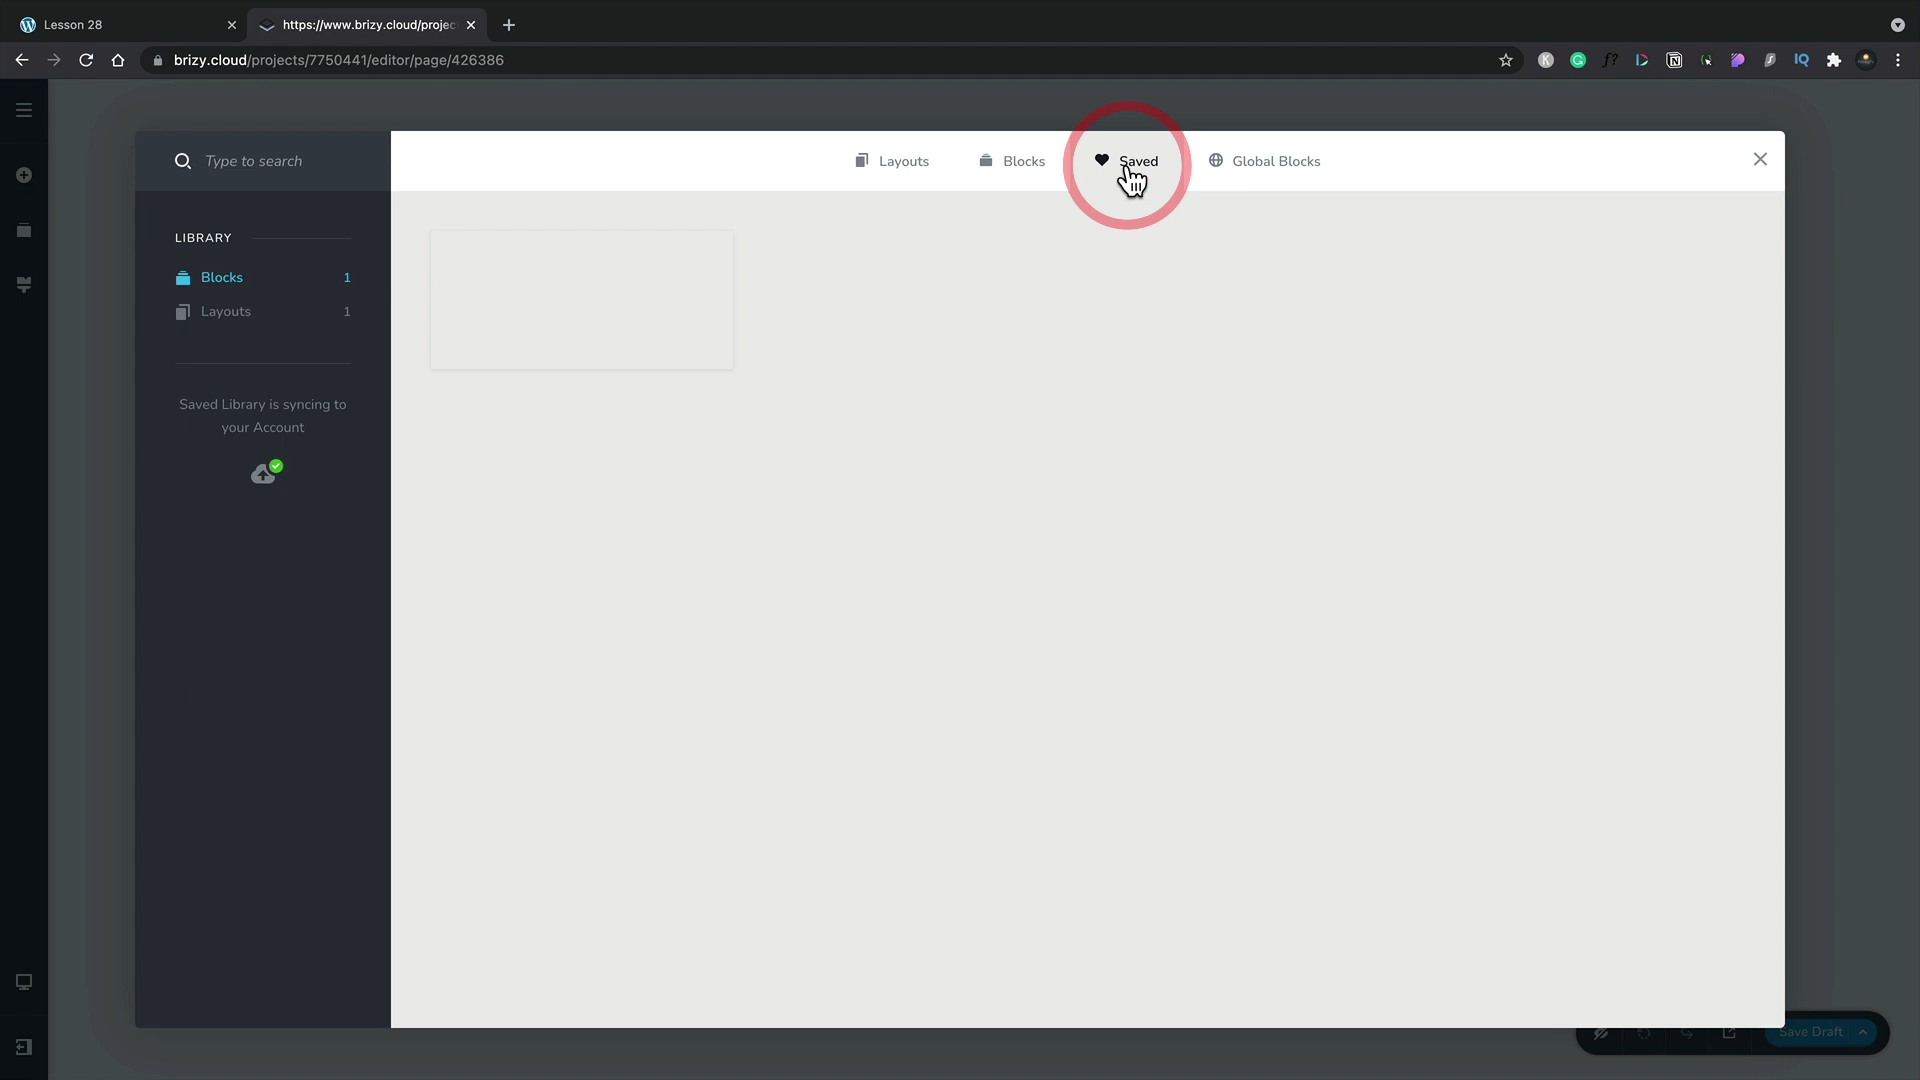 Lesson 28
https://www.brizy.cloud/projec
brizy.cloud/projects/7750441/editor/page/426386
Type to search
Layouts
Blocks
Saved
Global Blocks
LIBRARY
Blocks 1
Layouts 1
Saved Library is syncing to
your Account
Save Draft